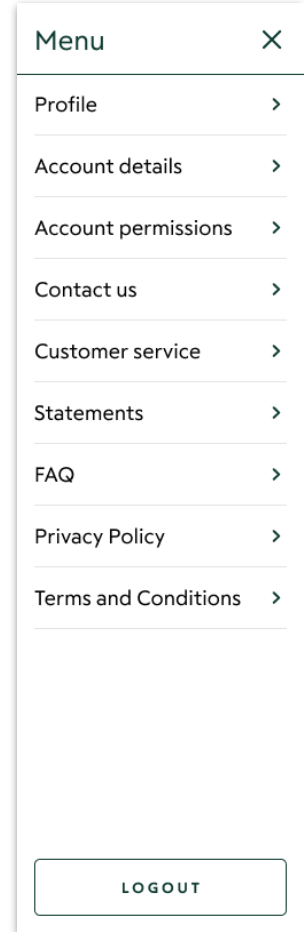 Menu
Profile
Account details
Account permissions
Contact us
Customer service
Statements
FAQ
Privacy Policy
Terms and Conditions
LOGOUT